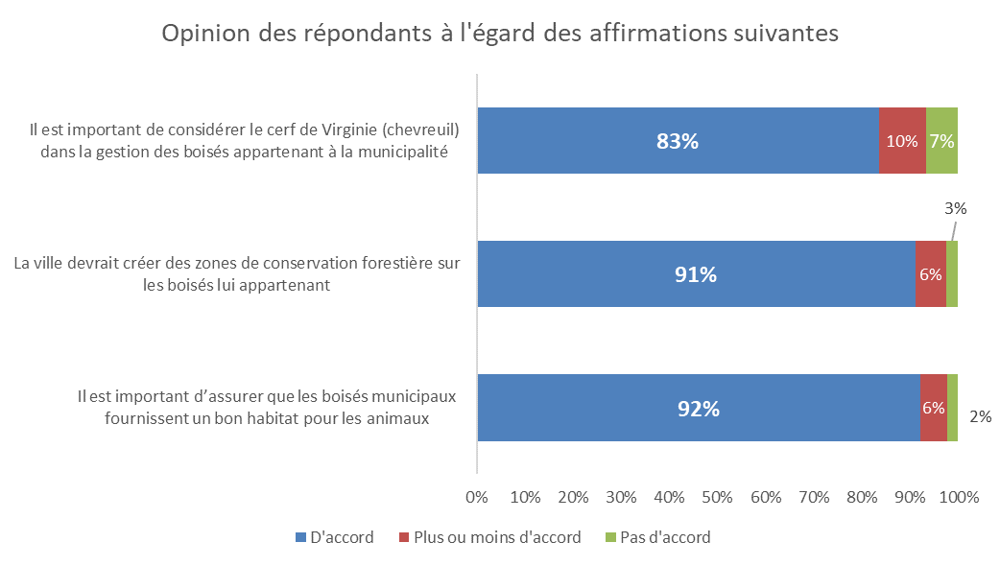 Opinion des répondants à l'égard des affirmations suivantes
Il est important de considérer le cerf de Virginie (chevreuil)
dans la gestion des boisés appartenant à la municipalité
83%
10%
7%
3%
La ville devrait créer des zones de conservation forestière sur
les boisés lui appartenant
91%
6%
Il est important d’assurer que les boisés municipaux
fournissent un bon habitat pour les animaux
92%
6%
2%
0% 10% 20% 30% 40% 50% 60% 70% 80% 90% 100%
D'accord Plus ou moins d'accord Pas d'accord